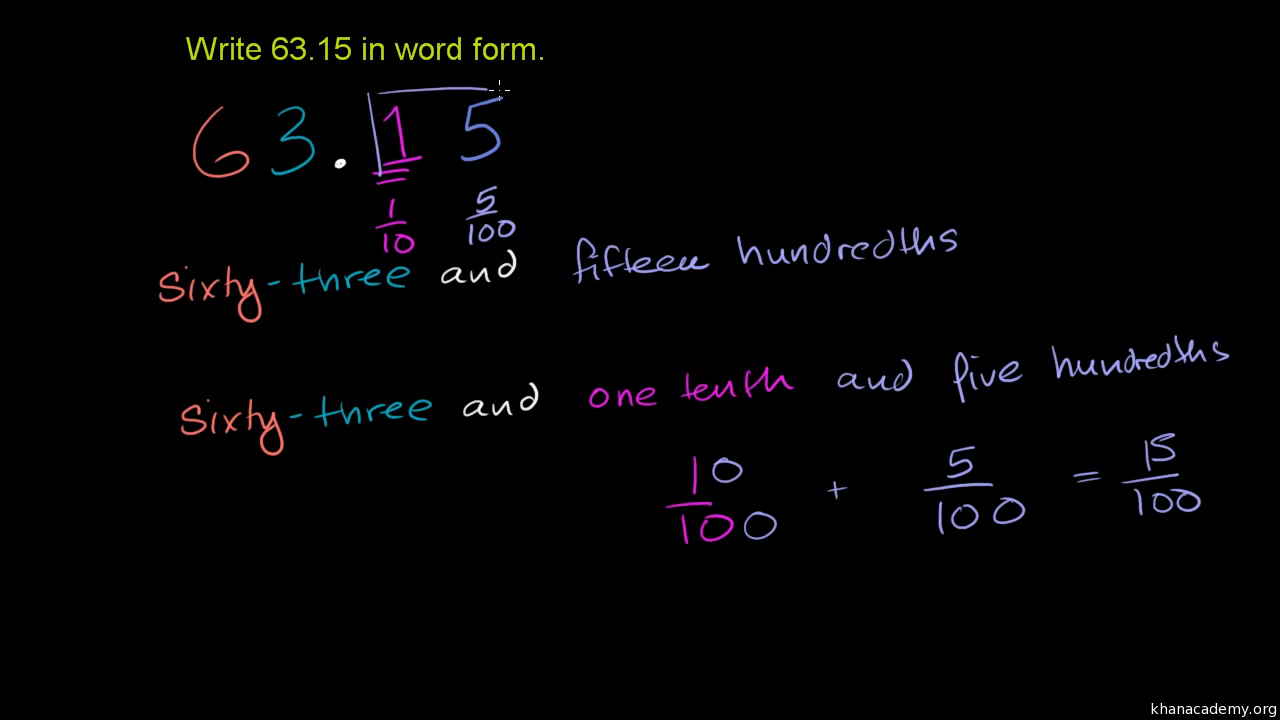 Write 63.15 in word form.
63.15
1/10 5/100
Sixty-three and fifteen hundredths
Sixty-three and one tenth and five hundredths
10/100 + 5/100 = 15/100
khanacademy.org